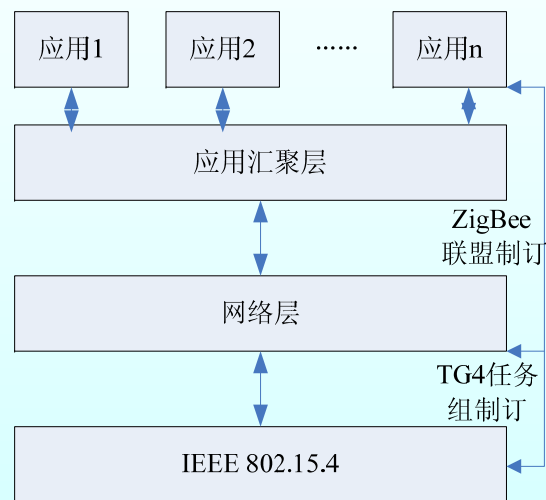 应用1 应用2 ······ 应用n
应用汇聚层
ZigBee
联盟制订
网络层
TG4任务
组制订
IEEE 802.15.4